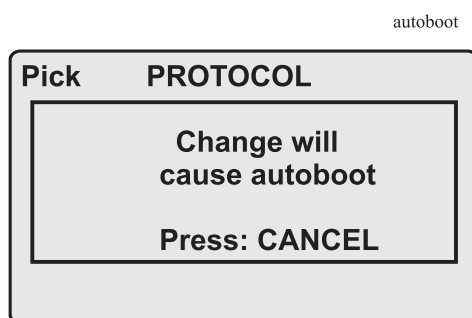 autoboot
Pick PROTOCOL
Change will
cause autoboot
Press: CANCEL